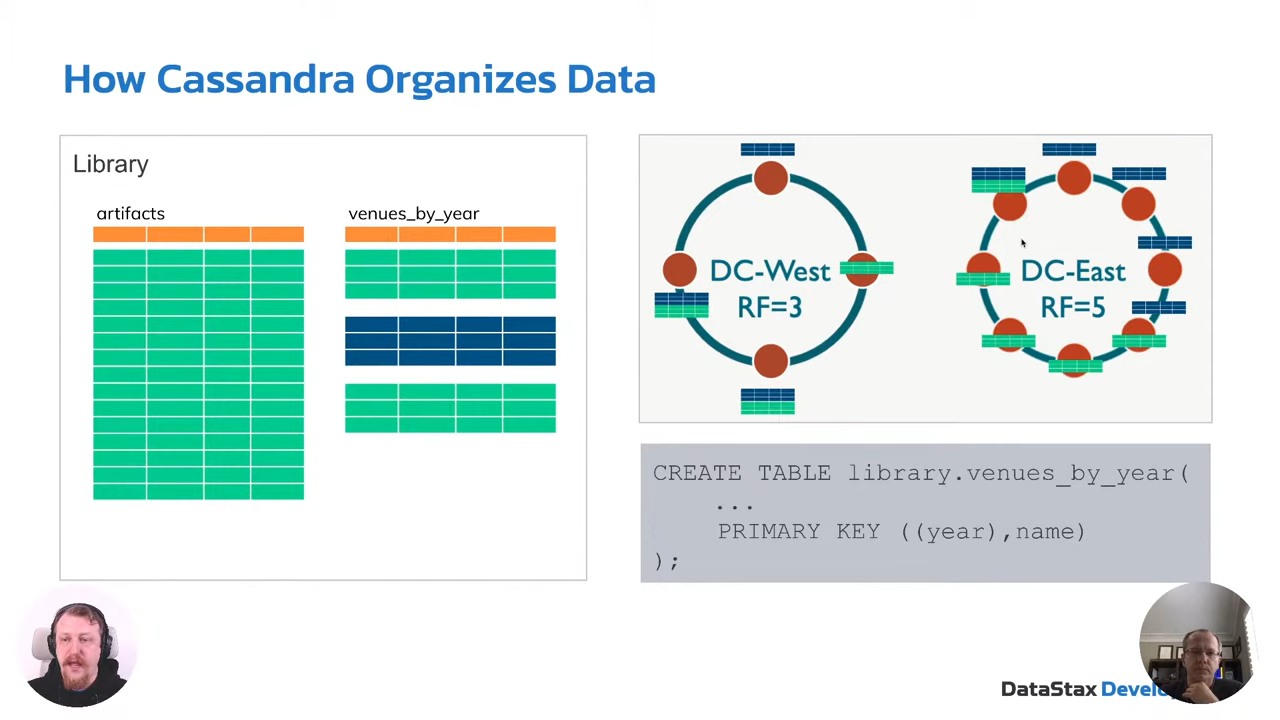 How Cassandra Organizes Data
Library
artifacts
venues_by_year
DC-West
RF=3
DC-East
RF=5
CREATE TABLE library.venues_by_year(
...
PRIMARY KEY ((year),name)
);
DataStax